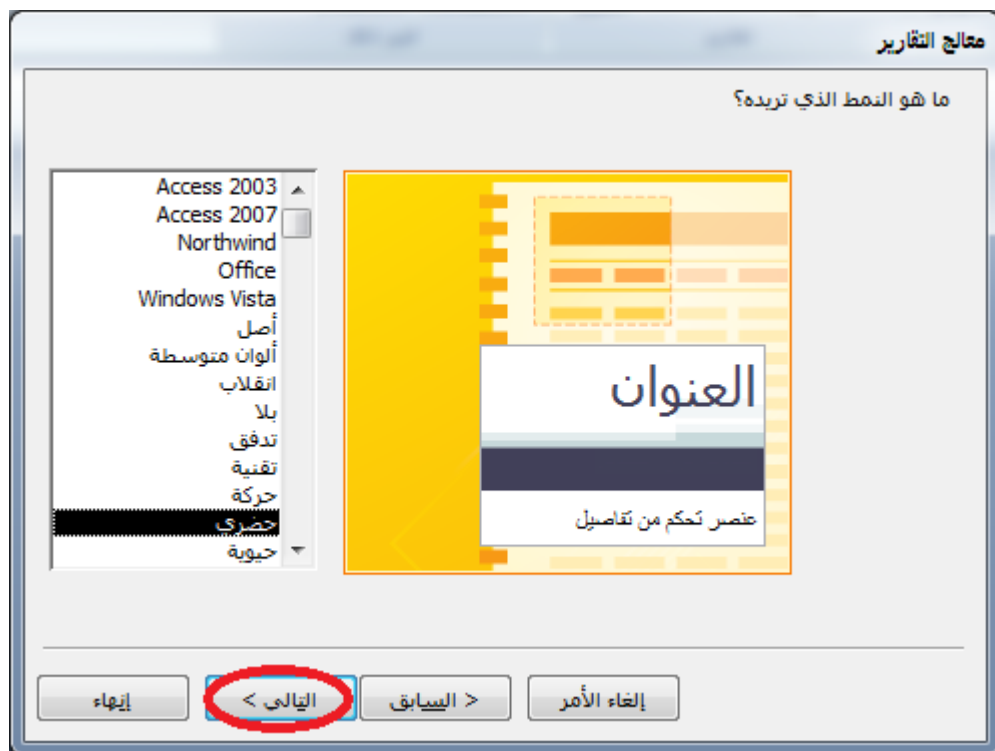 معالج التقارير
ما هو النمط الذي تريده؟
Access 2003
Access 2007
Northwind
Office
Windows Vista
أصل
ألوان متوسطة
انقلاب
بلا
تدفق
تقنية
حركة
حضري
حيوية
العنوان
عنصر تحكم من تفاصيل
إلغاء الأمر
< السابق
التالي >
إنهاء